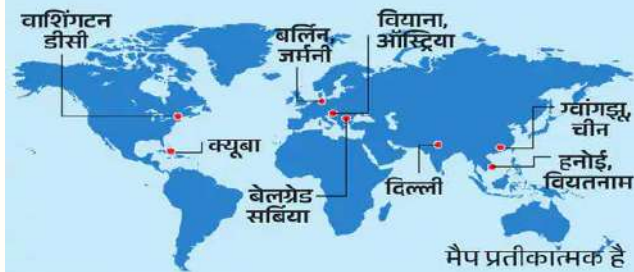 वाशिंगटन
डीसी
बर्लिन,
जर्मनी
वियाना,
ऑस्ट्रिया
क्यूबा
बेलग्रेड
सर्बिया
दिल्ली
ग्वांगझू,
चीन
हनोई,
वियतनाम
मैप प्रतीकात्मक है